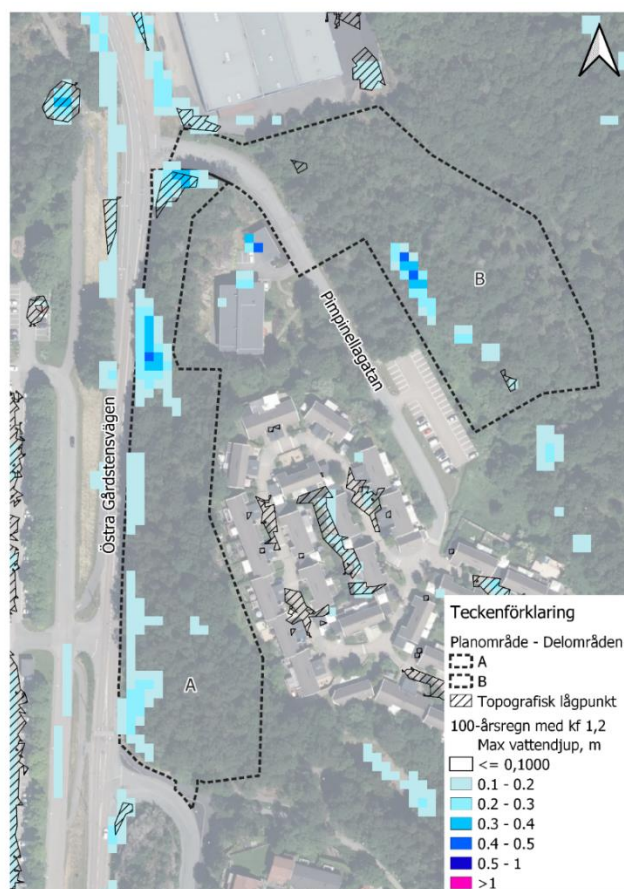 B
Pimpinellagatan
Östra Gårdstensvägen
A
Teckenförklaring
Planområde - Delområden
A
B
Topografisk lågpunkt
100-årsregn med kf 1,2
Max vattendjup, m
<= 0,1000
0.1 - 0.2
0.2 - 0.3
0.3 - 0.4
0.4 - 0.5
0.5 - 1
>1